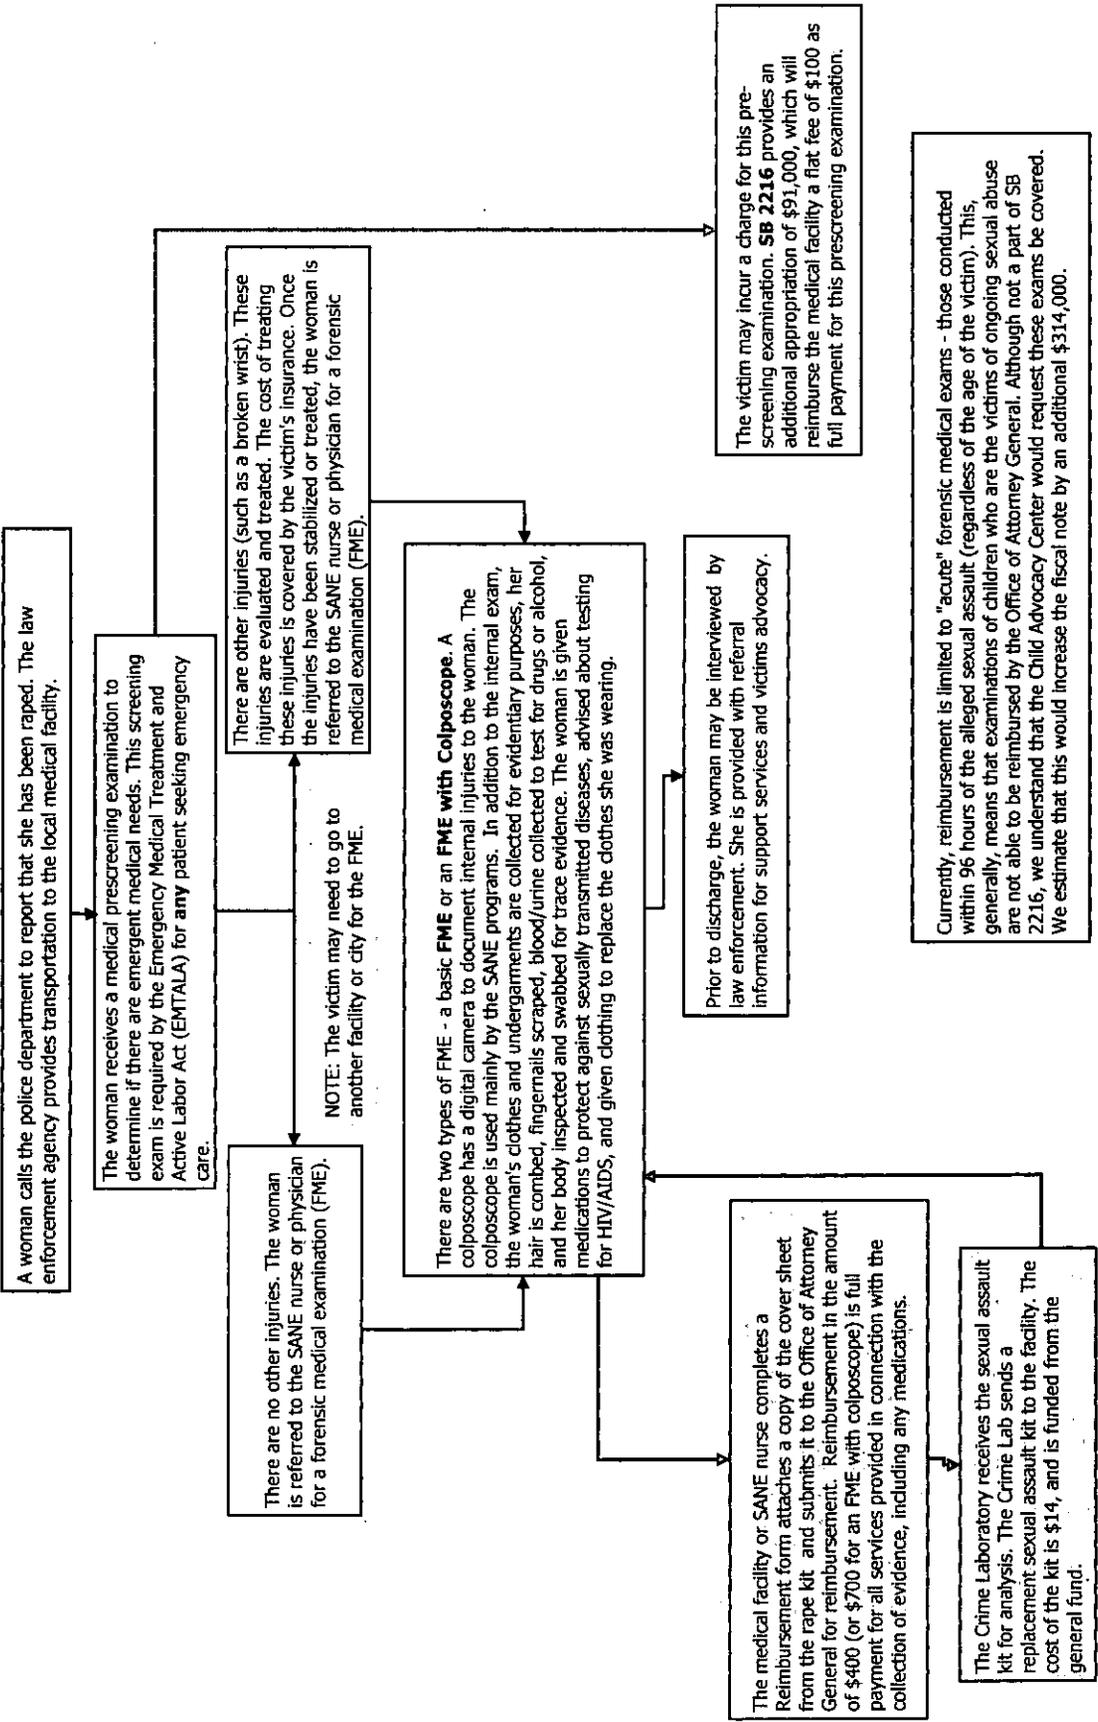 A woman calls the police department to report that she has been raped. The law
enforcement agency provides transportation to the local medical facility.
The woman receives a medical prescreening examination to
determine if there are emergent medical needs. This screening
exam is required by the Emergency Medical Treatment and
Active Labor Act (EMTALA) for any patient seeking emergency
care.
There are no other injuries. The woman
is referred to the SANE nurse or physician
for a forensic medical examination (FME).
NOTE: The victim may need to go to
another facility or city for the FME.
There are other injuries (such as a broken wrist). These
injuries are evaluated and treated. The cost of treating
these injuries is covered by the victim's insurance. Once
the injuries have been stabilized or treated, the woman is
referred to the SANE nurse or physician for a forensic
medical examination (FME).
There are two types of FME - a basic FME or an FME with Colposcope. A
colposcope has a digital camera to document internal injuries to the woman. The
colposcope is used mainly by the SANE programs. In addition to the internal exam,
the woman's clothes and undergarments are collected for evidentiary purposes, her
hair is combed, fingernails scraped, blood/urine collected to test for drugs or alcohol,
and her body inspected and swabbed for trace evidence. The woman is given
medications to protect against sexually transmitted diseases, advised about testing
for HIV/AIDS, and given clothing to replace the clothes she was wearing.
The victim may incur a charge for this pre-
screening examination. SB 2216 provides an
additional appropriation of $91,000, which will
reimburse the medical facility a flat fee of $100 as
full payment for this prescreening examination.
Prior to discharge, the woman may be interviewed by
law enforcement. She is provided with referral
information for support services and victims advocacy.
The medical facility or SANE nurse completes a
Reimbursement form attaches a copy of the cover sheet
from the rape kit and submits it to the Office of Attorney
General for reimbursement. Reimbursement in the amount
of $400 (or $700 for an FME with colposcope) is full
payment for all services provided in connection with the
collection of evidence, including any medications.
The Crime Laboratory receives the sexual assault
kit for analysis. The Crime Lab sends a
replacement sexual assault kit to the facility. The
cost of the kit is $14, and is funded from the
general fund.
Currently, reimbursement is limited to "acute" forensic medical exams - those conducted
within 96 hours of the alleged sexual assault (regardless of the age of the victim). This,
generally, means that examinations of children who are the victims of ongoing sexual abuse
are not able to be reimbursed by the Office of Attorney General. Although not a part of SB
2216, we understand that the Child Advocacy Center would request these exams be covered.
We estimate that this would increase the fiscal note by an additional $314,000.